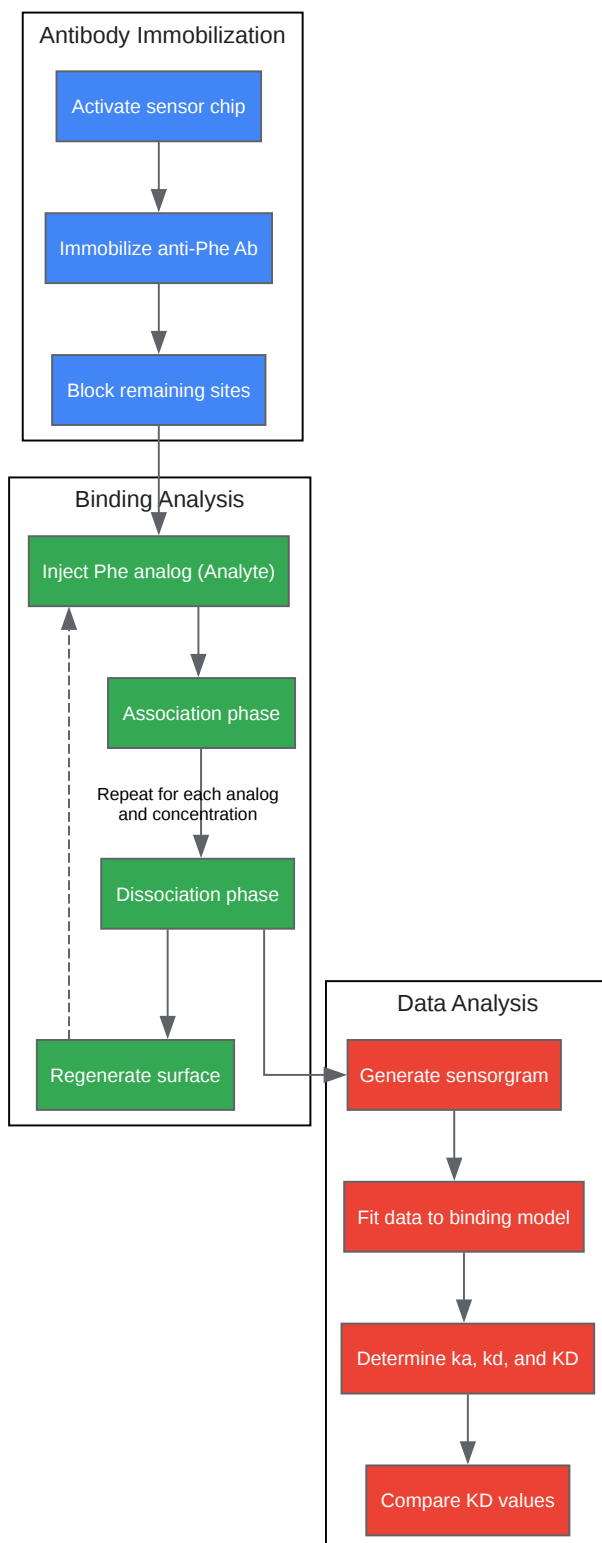 Antibody Immobilization
Activate sensor chip
Immobilize anti-Phe Ab
Block remaining sites
Binding Analysis
Inject Phe analog (Analyte)
Association phase
Repeat for each analog
and concentration
Dissociation phase
Regenerate surface
Data Analysis
Generate sensorgram
Fit data to binding model
Determine ka, kd, and KD
Compare KD values